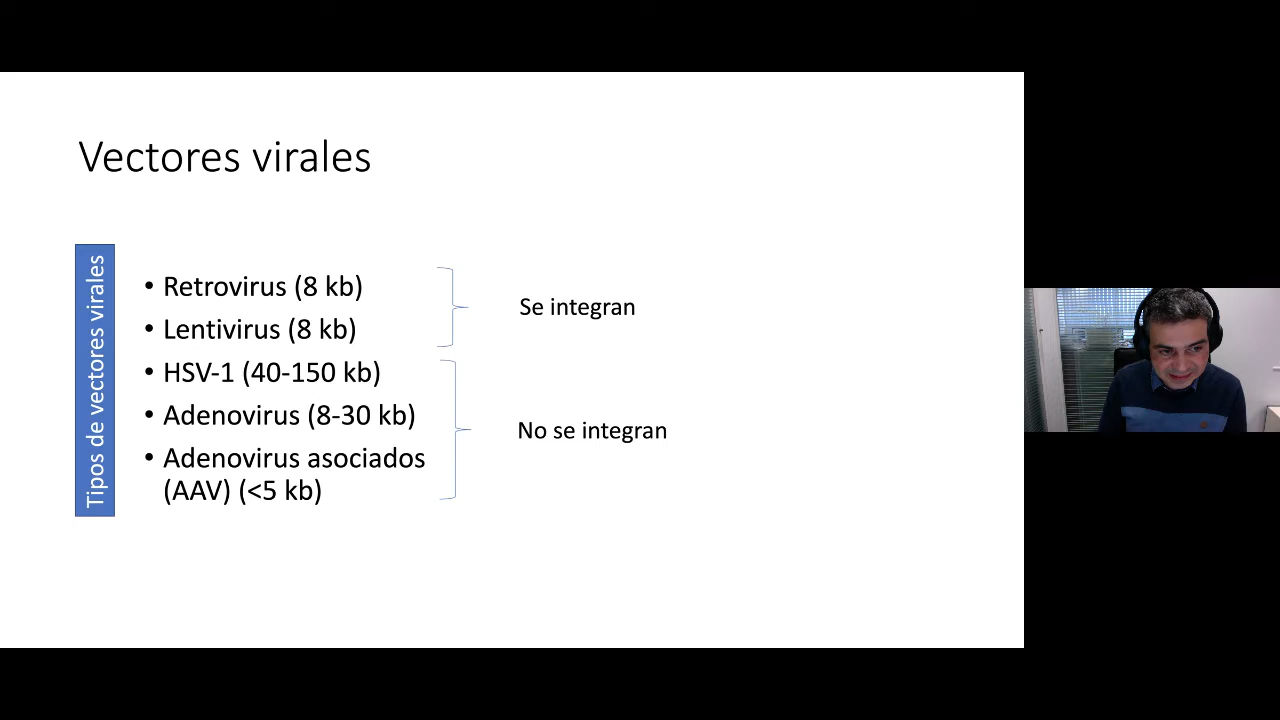 Vectores virales
Tipos de vectores virales
• Retrovirus (8 kb)
• Lentivirus (8 kb)
• HSV-1 (40-150 kb)
• Adenovirus (8-30 kb)
• Adenovirus asociados
(AAV) (<5 kb)
Se integran
No se integran